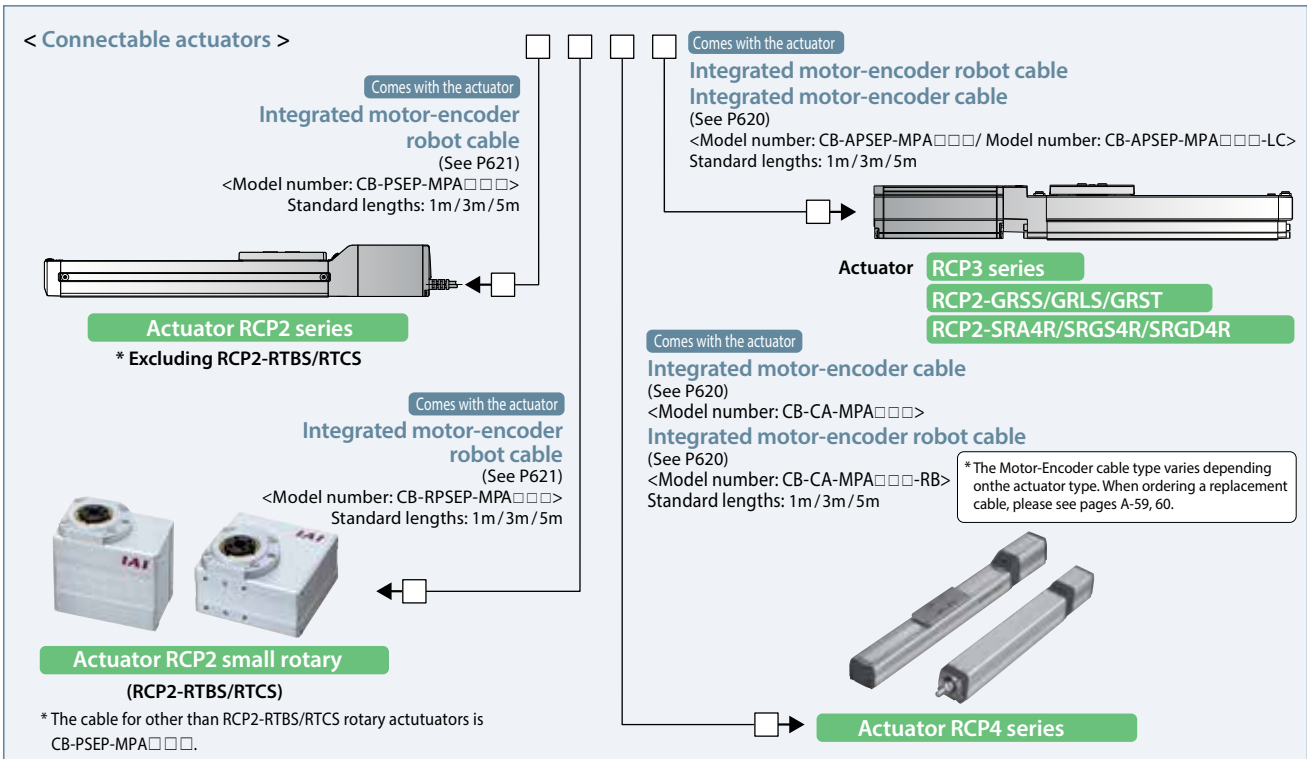 < Connectable actuators >
Comes with the actuator
Integrated motor-encoder
robot cable
(See P621)
<Model number: CB-PSEP-MPA□□□>
Standard lengths: 1m/3m/5m
Actuator RCP2 series
* Excluding RCP2-RTBS/RTCS
Comes with the actuator
Integrated motor-encoder
robot cable
(See P621)
<Model number: CB-RPSEP-MPA□□□>
Standard lengths: 1m/3m/5m
IAI
IAI
Actuator RCP2 small rotary
(RCP2-RTBS/RTCS)
* The cable for other than RCP2-RTBS/RTCS rotary actutuators is
CB-PSEP-MPA□□□.
Comes with the actuator
Integrated motor-encoder robot cable
Integrated motor-encoder cable
(See P620)
<Model number: CB-APSEP-MPA□□□/ Model number: CB-APSEP-MPA□□□-LC>
Standard lengths: 1m/3m/5m
Actuator RCP3 series
RCP2-GRSS/GRLS/GRST
RCP2-SRA4R/SRGS4R/SRGD4R
Comes with the actuator
Integrated motor-encoder cable
(See P620)
<Model number: CB-CA-MPA□□□>
Integrated motor-encoder robot cable
(See P620)
<Model number: CB-CA-MPA□□□-RB>
Standard lengths: 1m/3m/5m
* The Motor-Encoder cable type varies depending
onthe actuator type. When ordering a replacement
cable, please see pages A-59, 60.
Actuator RCP4 series